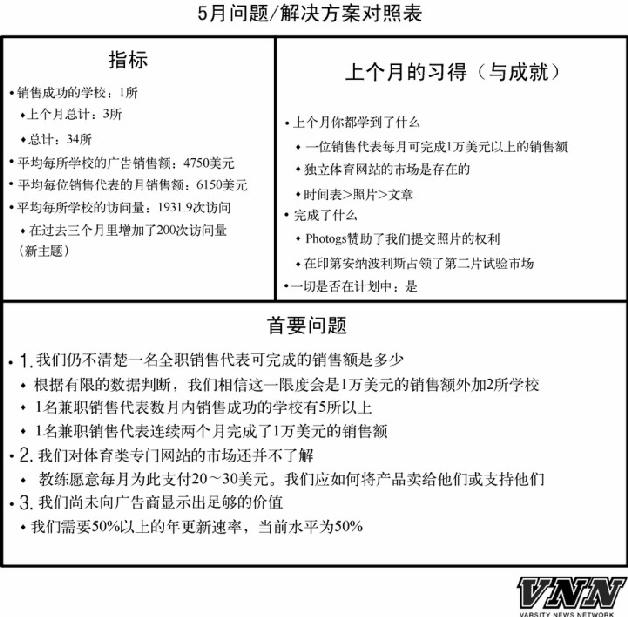 5月问题/解决方案对照表
指标
•销售成功的学校：1所
◆上个月总计：3所
◆总计：34所
•平均每所学校的广告销售额：4750美元
•平均每位销售代表的月销售额：6150美元
•平均每所学校的访问量：1931.9次访问
◆在过去三个月里增加了200次访问量
（新主题）
上个月的习得（与成就）
•上个月你都学到了什么
◆一位销售代表每月可完成1万美元以上的销售额
◆独立体育网站的市场是存在的
◆时间表>照片>文章
•完成了什么
◆Photogs赞助了我们提交照片的权利
◆在印第安纳波利斯占领了第二片试验市场
•一切是否在计划中：是
首要问题
•1.我们仍不清楚一名全职销售代表可完成的销售额是多少
◆根据有限的数据判断，我们相信这一限度会是1万美元的销售额外加2所学校
◆1名兼职销售代表数月内销售成功的学校有5所以上
◆1名兼职销售代表连续两个月完成了1万美元的销售额
•2.我们对体育类专门网站的市场还并不了解
◆教练愿意每月为此支付20～30美元。我们应如何将产品卖给他们或支持他们
•3.我们尚未向广告商显示出足够的价值
◆我们需要50%以上的年更新速率，当前水平为50%
VNN
VARSITY NEWS NETWORK